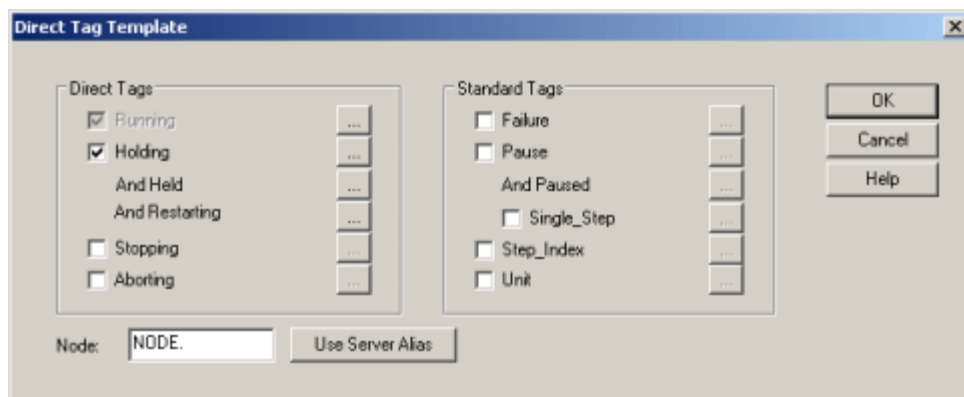 Direct Tag Template
Direct Tags
Running ...
Holding ...
And Held ...
And Restarting ...
Stopping ...
Aborting ...
Standard Tags
Failure ...
Pause ...
And Paused ...
Single_Step ...
Step_Index ...
Unit ...
OK
Cancel
Help
Node: NODE. Use Server Alias